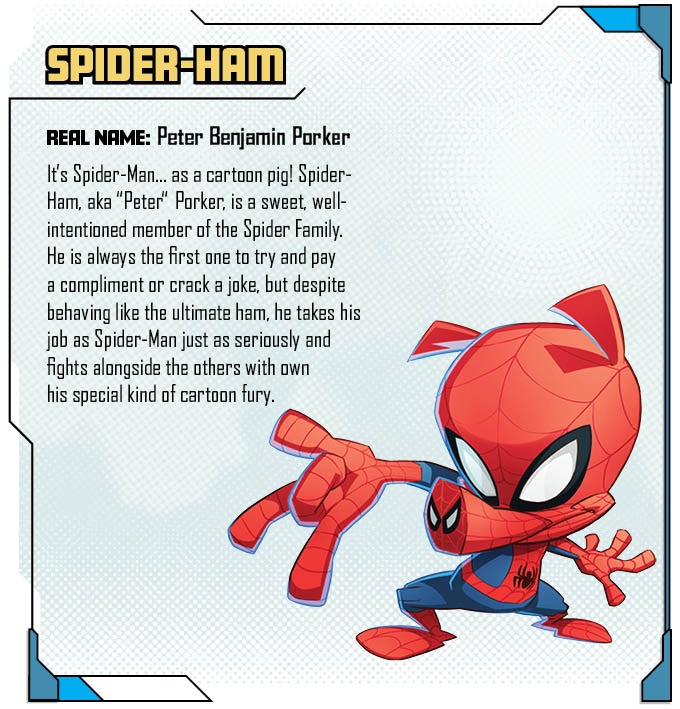 SPIDER-HAM
REAL NAME: Peter Benjamin Porker
It's Spider-Man... as a cartoon pig! Spider-
Ham, aka “Peter“ Porker, is a sweet, well-
intentioned member of the Spider Family.
He is always the first one to try and pay
a compliment or crack a joke, but despite
behaving like the ultimate ham, he takes his
job as Spider-Man just as seriously and
fights alongside the others with own
his special kind of cartoon fury.